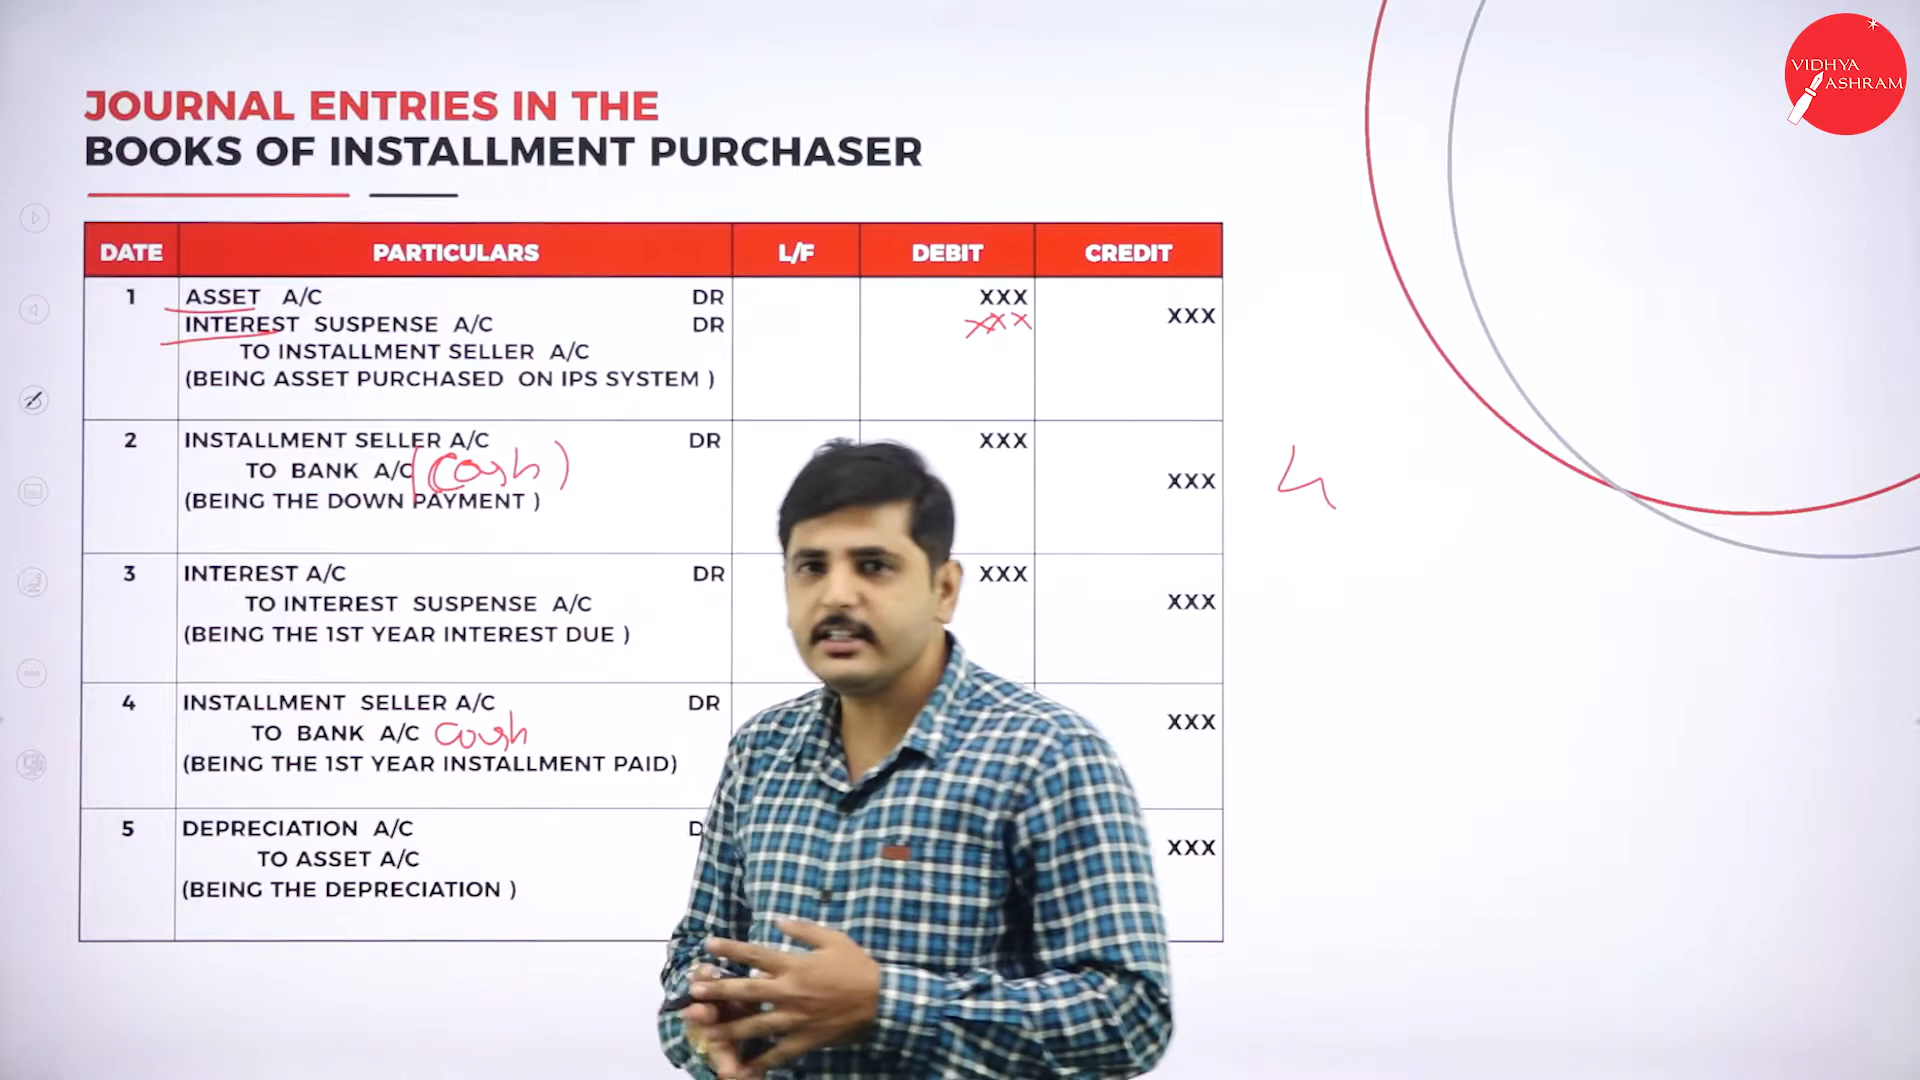 VIDHYA
ASHRAM
JOURNAL ENTRIES IN THE
BOOKS OF INSTALLMENT PURCHASER
DATE PARTICULARS L/F DEBIT CREDIT
1 ASSET A/C DR XXX
INTEREST SUSPENSE A/C DR XXX XXX
TO INSTALLMENT SELLER A/C
(BEING ASSET PURCHASED ON IPS SYSTEM )
2 INSTALLMENT SELLER A/C DR XXX
TO BANK A/C (Cash) XXX
(BEING THE DOWN PAYMENT )
3 INTEREST A/C DR XXX
TO INTEREST SUSPENSE A/C XXX
(BEING THE 1ST YEAR INTEREST DUE )
4 INSTALLMENT SELLER A/C DR
TO BANK A/C Cash XXX
(BEING THE 1ST YEAR INSTALLMENT PAID)
5 DEPRECIATION A/C
TO ASSET A/C XXX
(BEING THE DEPRECIATION )